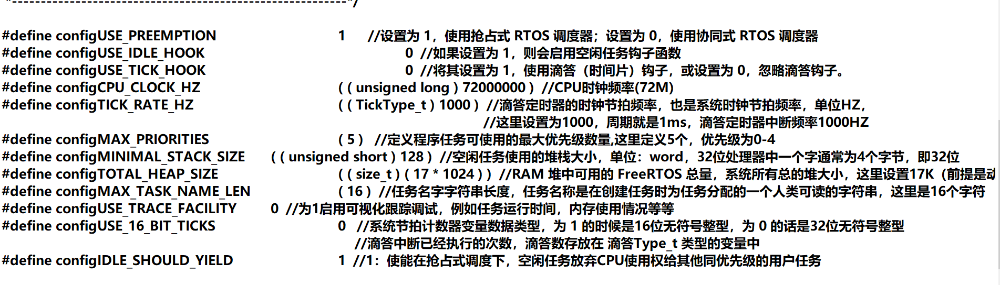 *-----------------------------------------------------------*/
#define configUSE_PREEMPTION 1 //设置为 1，使用抢占式 RTOS 调度器；设置为 0，使用协同式 RTOS 调度器
#define configUSE_IDLE_HOOK 0 //如果设置为 1，则会启用空闲任务钩子函数
#define configUSE_TICK_HOOK 0 //将其设置为 1，使用滴答（时间片）钩子，或设置为 0，忽略滴答钩子。
#define configCPU_CLOCK_HZ ( ( unsigned long ) 72000000 ) //CPU时钟频率(72M)
#define configTICK_RATE_HZ ( ( TickType_t ) 1000 ) //滴答定时器的时钟节拍频率，也是系统时钟节拍频率，单位HZ，
//这里设置为1000，周期就是1ms，滴答定时器中断频率1000HZ
#define configMAX_PRIORITIES ( 5 ) //定义程序任务可使用的最大优先级数量,这里定义5个，优先级为0-4
#define configMINIMAL_STACK_SIZE ( ( unsigned short ) 128 ) //空闲任务使用的堆栈大小，单位：word，32位处理器中一个字通常为4个字节，即32位
#define configTOTAL_HEAP_SIZE ( ( size_t ) ( 17 * 1024 ) ) //RAM 堆中可用的 FreeRTOS 总量，系统所有总的堆大小，这里设置17K（前提是动
#define configMAX_TASK_NAME_LEN ( 16 ) //任务名字字符串长度，任务名称是在创建任务时为任务分配的一个人类可读的字符串，这里是16个字符
#define configUSE_TRACE_FACILITY 0 //为1启用可视化跟踪调试，例如任务运行时间，内存使用情况等等
#define configUSE_16_BIT_TICKS 0 //系统节拍计数器变量数据类型，为 1 的时候是16位无符号整型，为 0 的话是32位无符号整型
//滴答中断已经执行的次数，滴答数存放在 滴答Type_t 类型的变量中
#define configIDLE_SHOULD_YIELD 1 //1：使能在抢占式调度下，空闲任务放弃CPU使用权给其他同优先级的用户任务